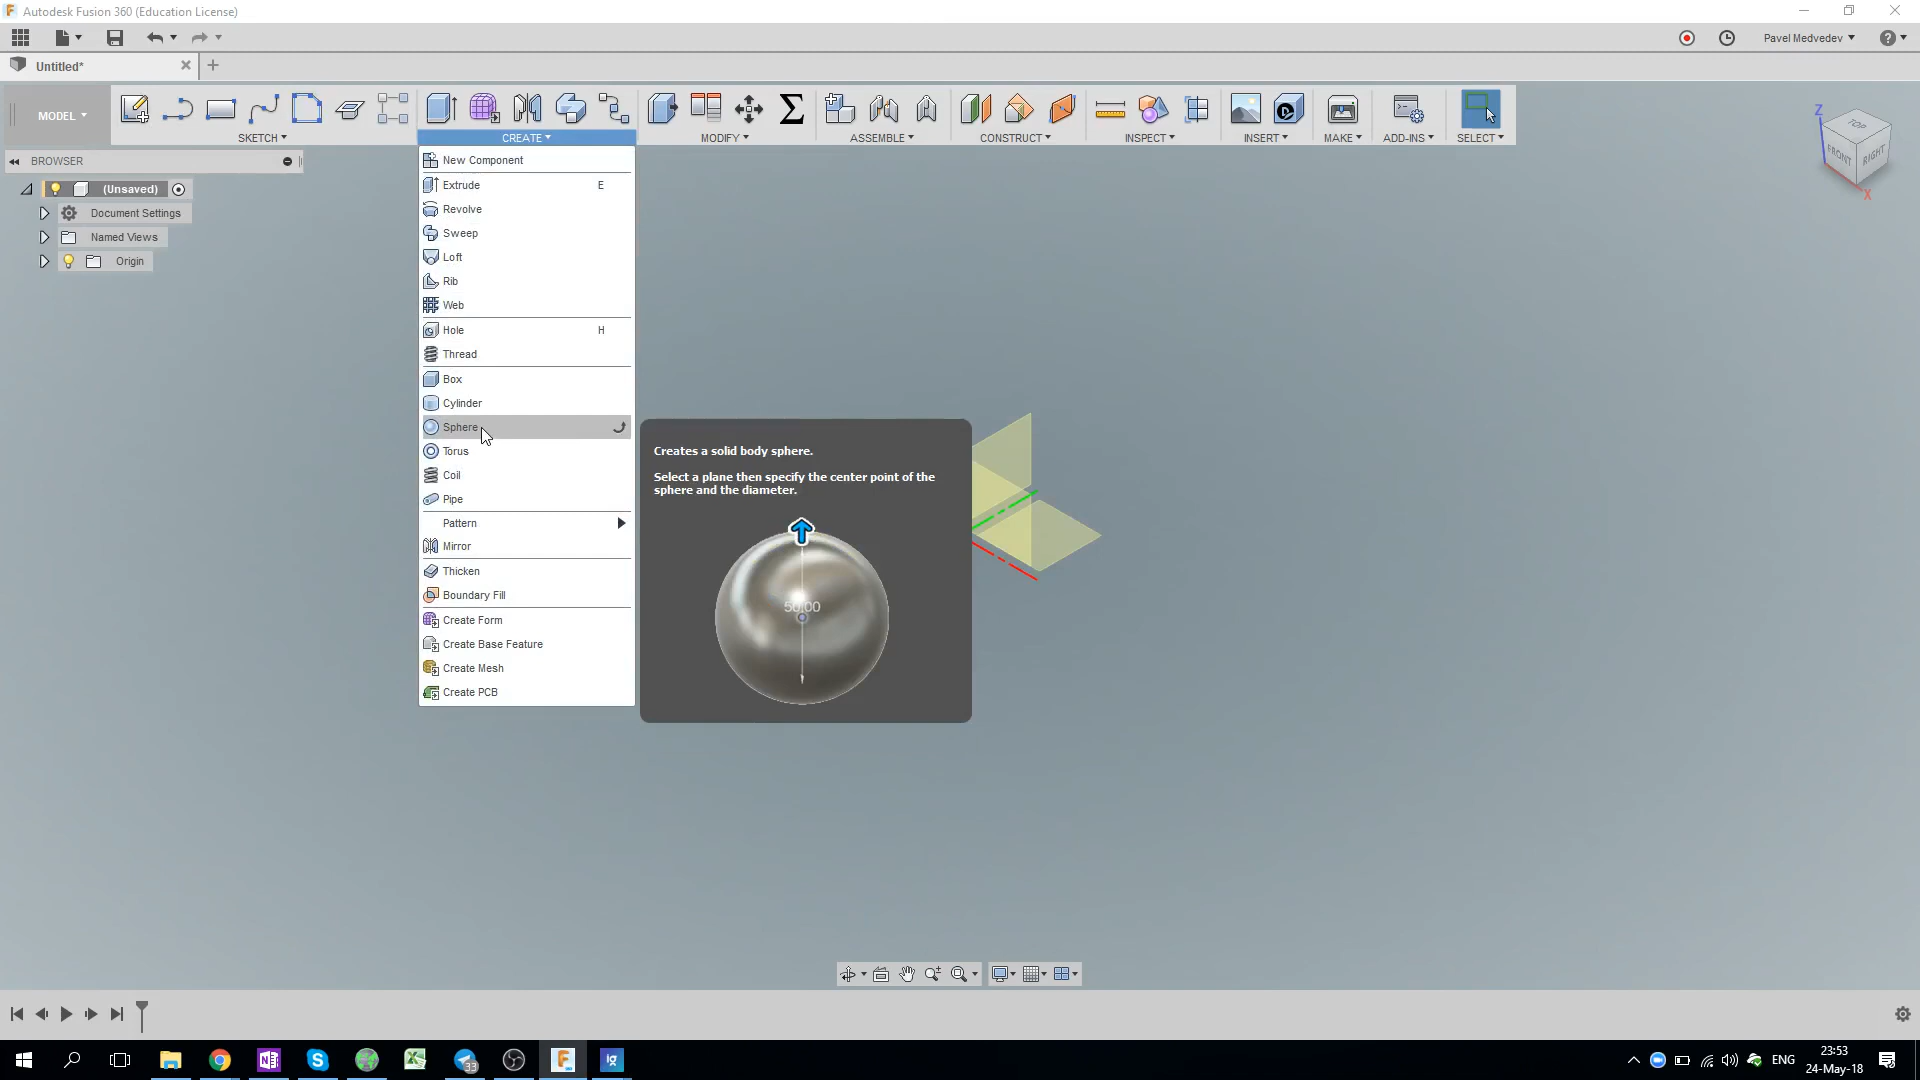 Autodesk Fusion 360 (Education License)
Pavel Medvedev
Untitled*
MODEL
SKETCH
CREATE
MODIFY
ASSEMBLE
CONSTRUCT
INSPECT
INSERT
MAKE
ADD-INS
SELECT
BROWSER
(Unsaved)
Document Settings
Named Views
Origin
New Component
Extrude E
Revolve
Sweep
Loft
Rib
Web
Hole H
Thread
Box
Cylinder
Sphere
Torus
Coil
Pipe
Pattern
Mirror
Thicken
Boundary Fill
Create Form
Create Base Feature
Create Mesh
Create PCB
Creates a solid body sphere.
Select a plane then specify the center point of the
sphere and the diameter.
50.00
Z
TOP
FRONT
RIGHT
X
33
ENG
23:53
24-May-18